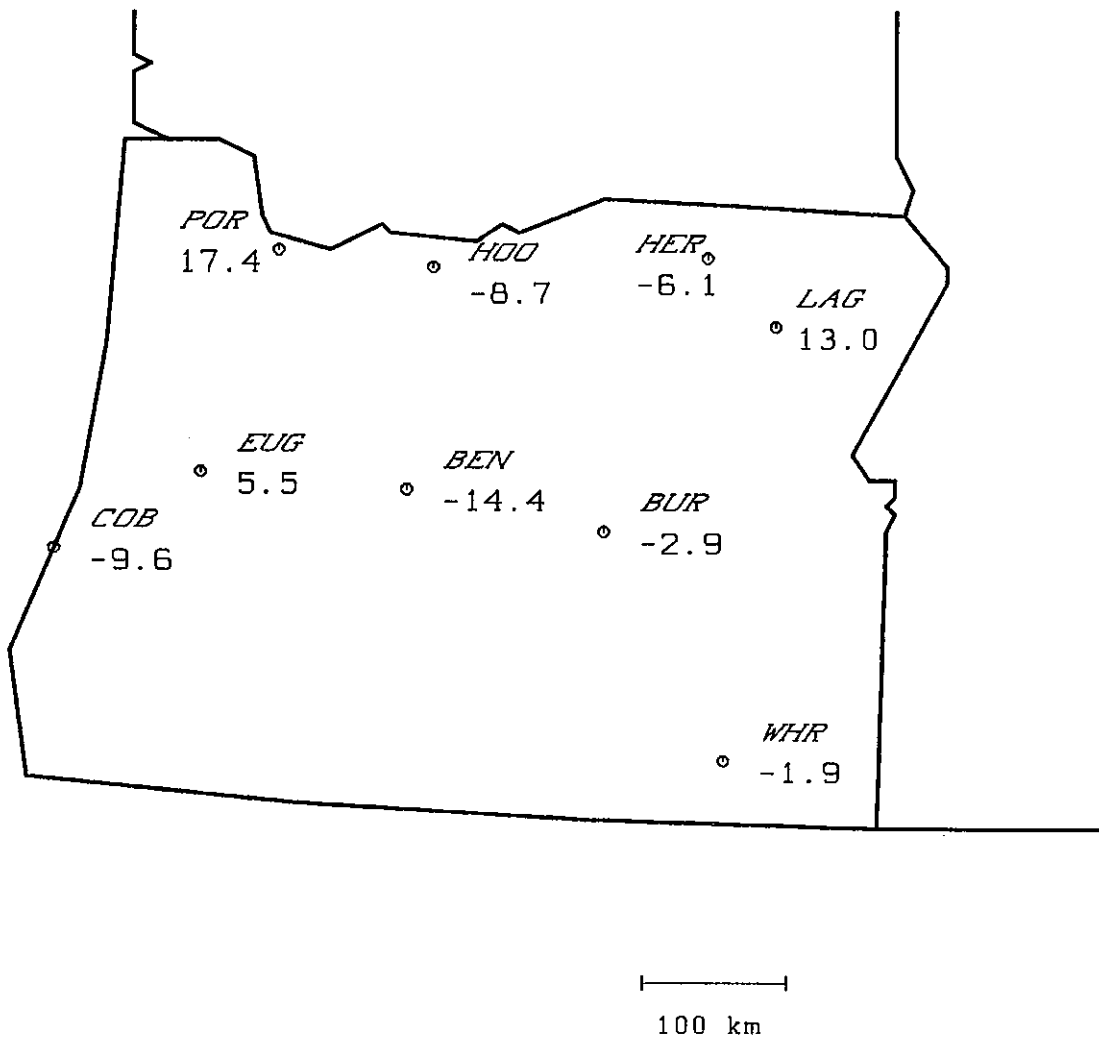 POR
17.4
HOO
-8.7
HER
-6.1
LAG
13.0
EUG
5.5
BEN
-14.4
BUR
-2.9
COB
-9.6
WHR
-1.9
100 km